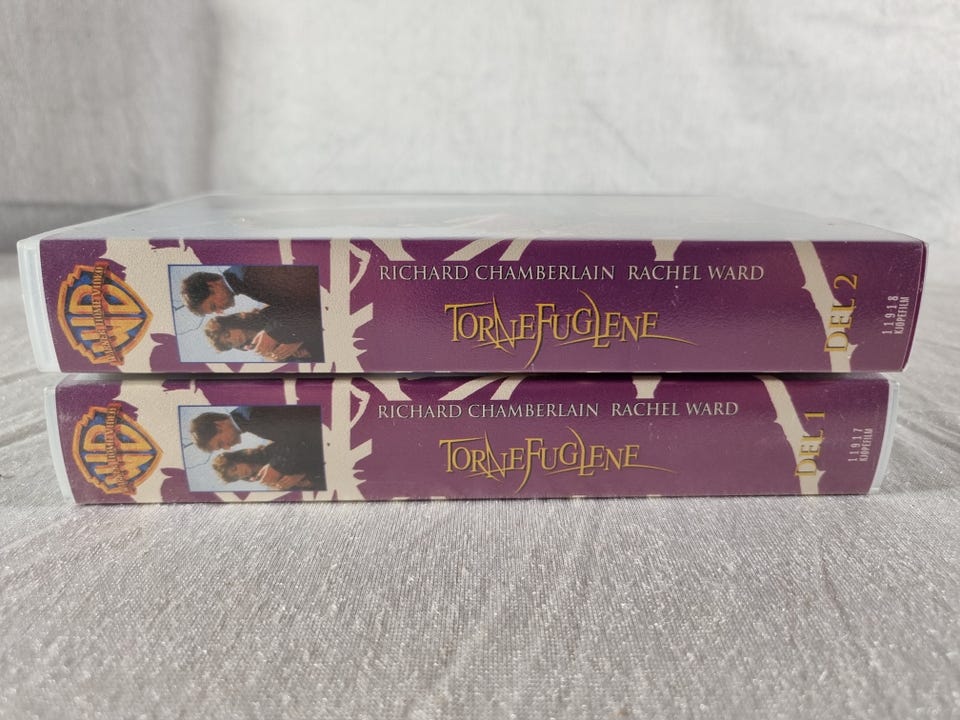 RICHARD CHAMBERLAIN RACHEL WARD
TORNEFUGLENE
DEL 2
11918
KJØPEFILM
RICHARD CHAMBERLAIN RACHEL WARD
TORNEFUGLENE
DEL 1
11917
KJØPEFILM